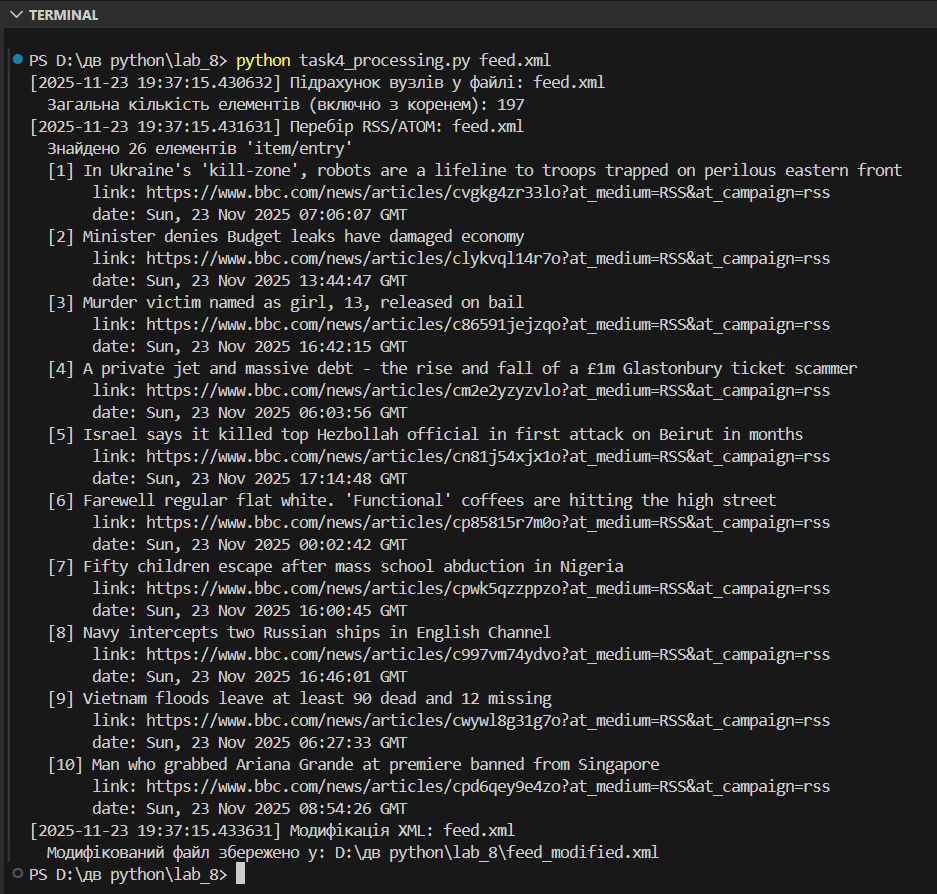 TERMINAL
PS D:\дв python\lab_8> python task4_processing.py feed.xml
[2025-11-23 19:37:15.430632] Підрахунок вузлів у файлі: feed.xml
Загальна кількість елементів (включно з коренем): 197
[2025-11-23 19:37:15.431631] Перебір RSS/ATOM: feed.xml
Знайдено 26 елементів 'item/entry'
[1] In Ukraine's 'kill-zone', robots are a lifeline to troops trapped on perilous eastern front
link: https://www.bbc.com/news/articles/cvgkg4zr33lo?at_medium=RSS&at_campaign=rss
date: Sun, 23 Nov 2025 07:06:07 GMT
[2] Minister denies Budget leaks have damaged economy
link: https://www.bbc.com/news/articles/clykvql14r7o?at_medium=RSS&at_campaign=rss
date: Sun, 23 Nov 2025 13:44:47 GMT
[3] Murder victim named as girl, 13, released on bail
link: https://www.bbc.com/news/articles/c86591jejzqo?at_medium=RSS&at_campaign=rss
date: Sun, 23 Nov 2025 16:42:15 GMT
[4] A private jet and massive debt - the rise and fall of a £1m Glastonbury ticket scammer
link: https://www.bbc.com/news/articles/cm2e2yzyzvlo?at_medium=RSS&at_campaign=rss
date: Sun, 23 Nov 2025 06:03:56 GMT
[5] Israel says it killed top Hezbollah official in first attack on Beirut in months
link: https://www.bbc.com/news/articles/cn81j54xjx1o?at_medium=RSS&at_campaign=rss
date: Sun, 23 Nov 2025 17:14:48 GMT
[6] Farewell regular flat white. 'Functional' coffees are hitting the high street
link: https://www.bbc.com/news/articles/cp85815r7m0o?at_medium=RSS&at_campaign=rss
date: Sun, 23 Nov 2025 00:02:42 GMT
[7] Fifty children escape after mass school abduction in Nigeria
link: https://www.bbc.com/news/articles/cpwk5qzzppzo?at_medium=RSS&at_campaign=rss
date: Sun, 23 Nov 2025 16:00:45 GMT
[8] Navy intercepts two Russian ships in English Channel
link: https://www.bbc.com/news/articles/c997vm74ydvo?at_medium=RSS&at_campaign=rss
date: Sun, 23 Nov 2025 16:46:01 GMT
[9] Vietnam floods leave at least 90 dead and 12 missing
link: https://www.bbc.com/news/articles/cwywl8g31g7o?at_medium=RSS&at_campaign=rss
date: Sun, 23 Nov 2025 06:27:33 GMT
[10] Man who grabbed Ariana Grande at premiere banned from Singapore
link: https://www.bbc.com/news/articles/cpd6qey9e4zo?at_medium=RSS&at_campaign=rss
date: Sun, 23 Nov 2025 08:54:26 GMT
[2025-11-23 19:37:15.433631] Модифікація XML: feed.xml
Модифікований файл збережено у: D:\дв python\lab_8\feed_modified.xml
PS D:\дв python\lab_8>